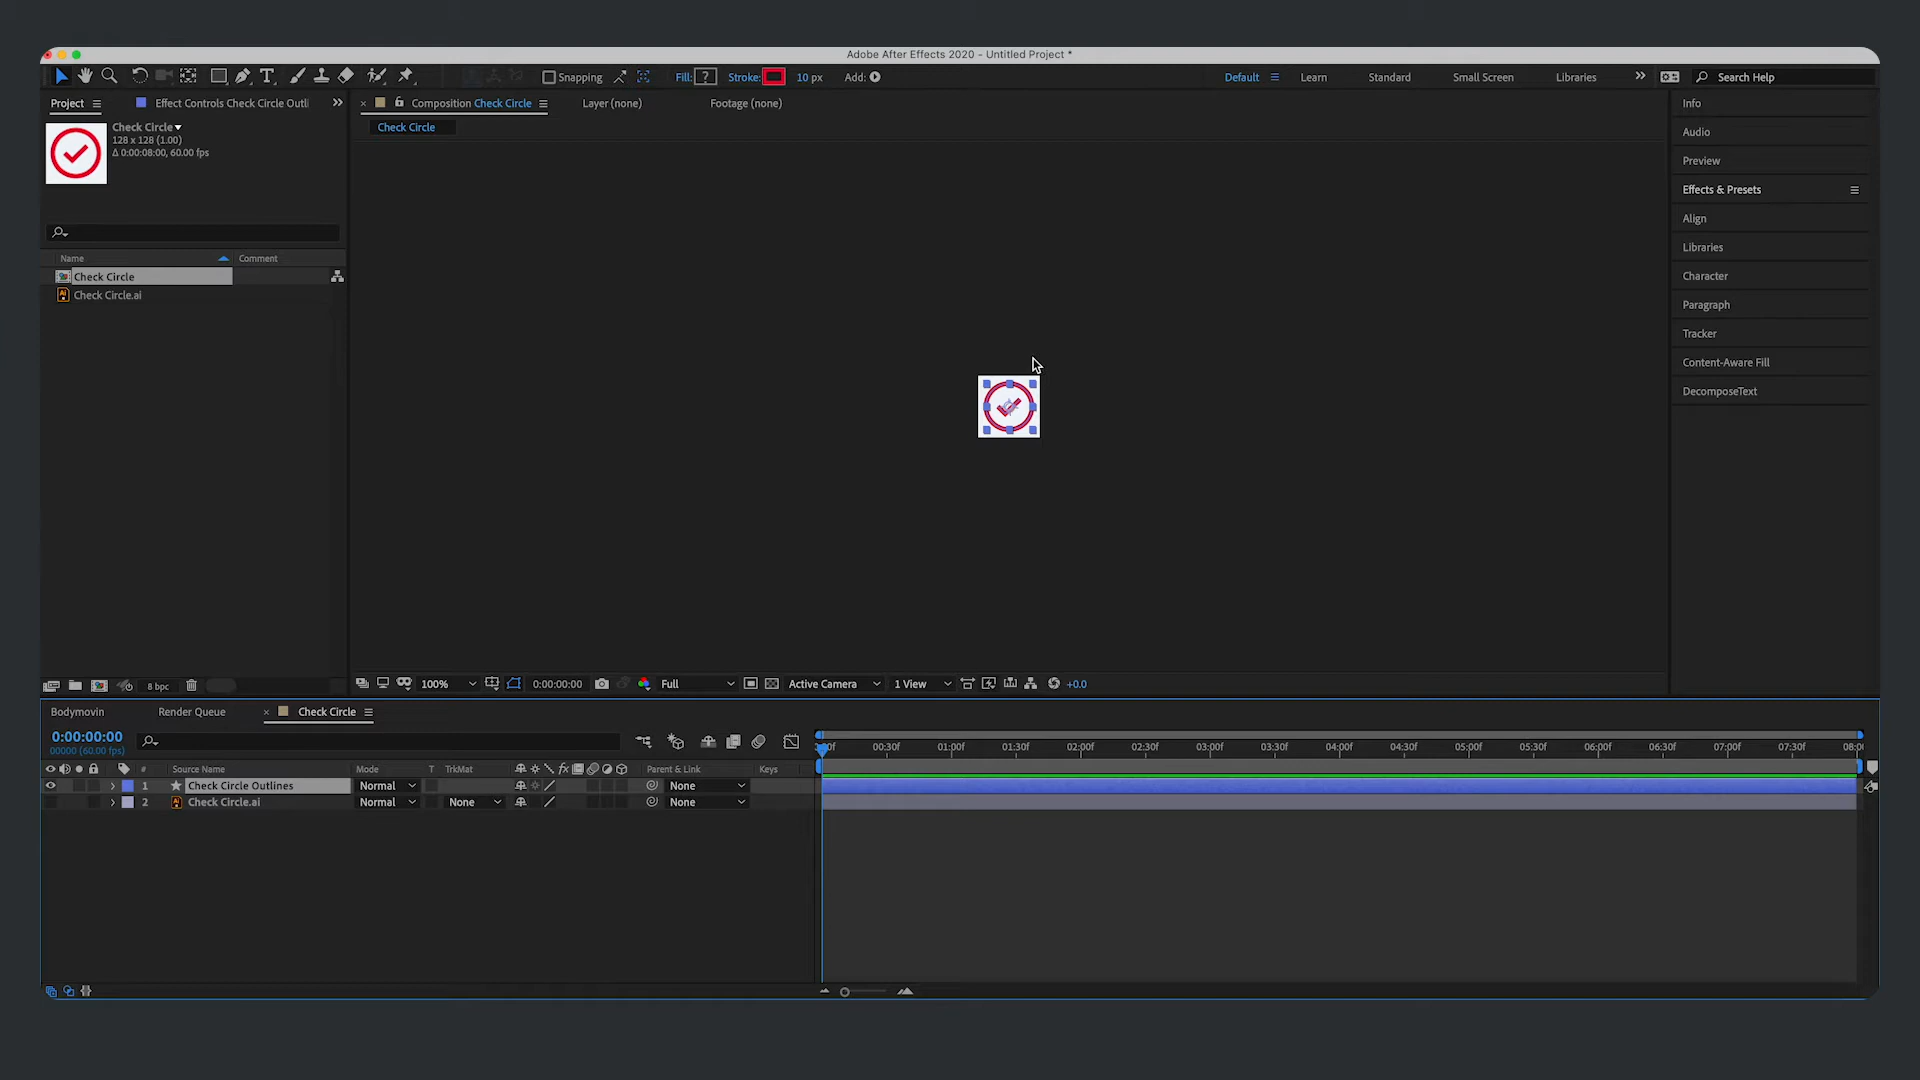 Adobe After Effects 2020 - Untitled Project *
T Snapping Fill: ? Stroke: 10 px Add: Default Learn Standard Small Screen Libraries Search Help
Project Effect Controls Check Circle Outli Composition Check Circle Layer (none) Footage (none) Info
Check Circle
128 x 128 (1.00)
Δ 0:00:08:00, 60.00 fps
Check Circle
Audio
Preview
Effects & Presets
Align
Libraries
Character
Paragraph
Tracker
Content-Aware Fill
DecomposeText
Name Comment
Check Circle
Check Circle.ai
8 bpc 100% 0:00:00:00 Full Active Camera 1 View +0.0
Bodymovin Render Queue Check Circle
0:00:00:00
00000 (60.00 fps)
00:30f 01:00f 01:30f 02:00f 02:30f 03:00f 03:30f 04:00f 04:30f 05:00f 05:30f 06:00f 06:30f 07:00f 07:30f 08:00
# Source Name Mode T TrkMat fx Parent & Link Keys
1 Check Circle Outlines Normal None
2 Check Circle.ai Normal None None